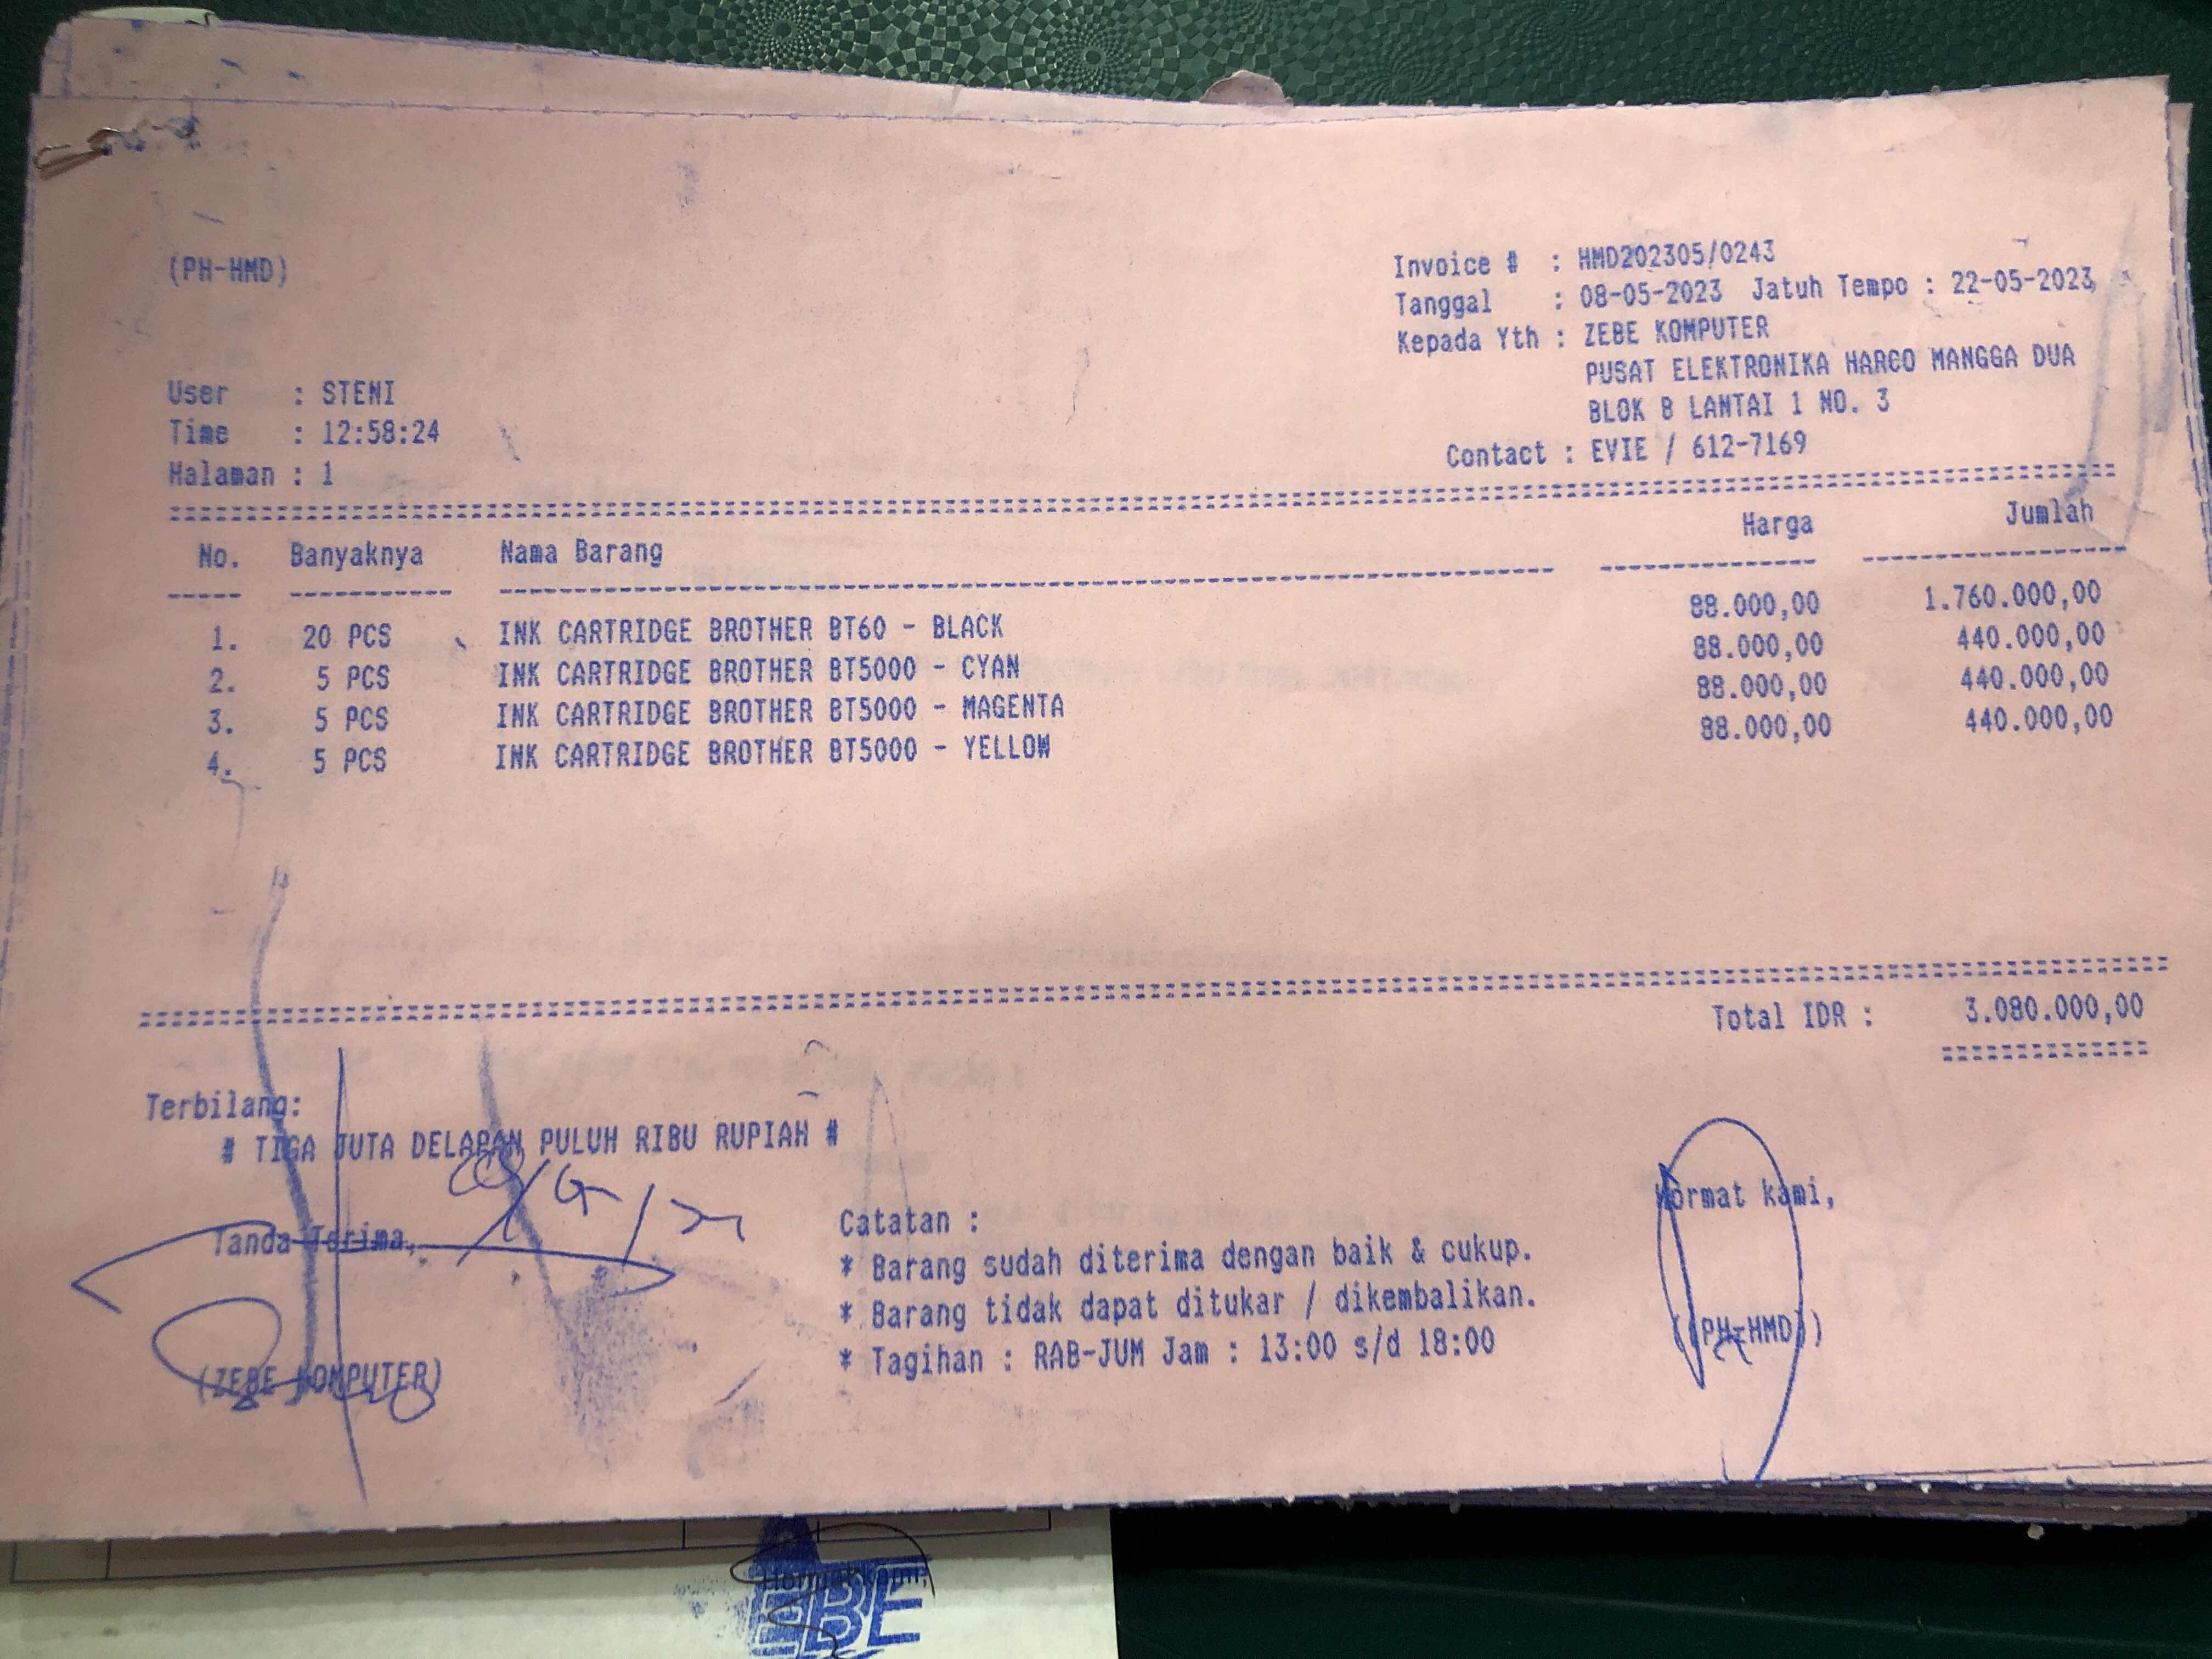 (PH-HMD)
Invoice # : HMD202305/0243
Tanggal : 08-05-2023 Jatuh Tempo : 22-05-2023
Kepada Yth : ZEBE KOMPUTER
PUSAT ELEKTRONIKA HARCO MANGGA DUA
BLOK B LANTAI 1 NO. 3
Contact : EVIE / 612-7169
User : STENI
Time : 12:58:24
Halaman : 1
No. Banyaknya Nama Barang Harga Jumlah
1. 20 PCS INK CARTRIDGE BROTHER BT60 - BLACK 88.000,00 1.760.000,00
2. 5 PCS INK CARTRIDGE BROTHER BT5000 - CYAN 88.000,00 440.000,00
3. 5 PCS INK CARTRIDGE BROTHER BT5000 - MAGENTA 88.000,00 440.000,00
4. 5 PCS INK CARTRIDGE BROTHER BT5000 - YELLOW 88.000,00 440.000,00
Total IDR : 3.080.000,00
Terbilang:
# TIGA JUTA DELAPAN PULUH RIBU RUPIAH #
Tanda Terima,
(ZEBE KOMPUTER)
Catatan :
* Barang sudah diterima dengan baik & cukup.
* Barang tidak dapat ditukar / dikembalikan.
* Tagihan : RAB-JUM Jam : 13:00 s/d 18:00
Hormat kami,
(PH-HMD)
Hormat kami,
EBE